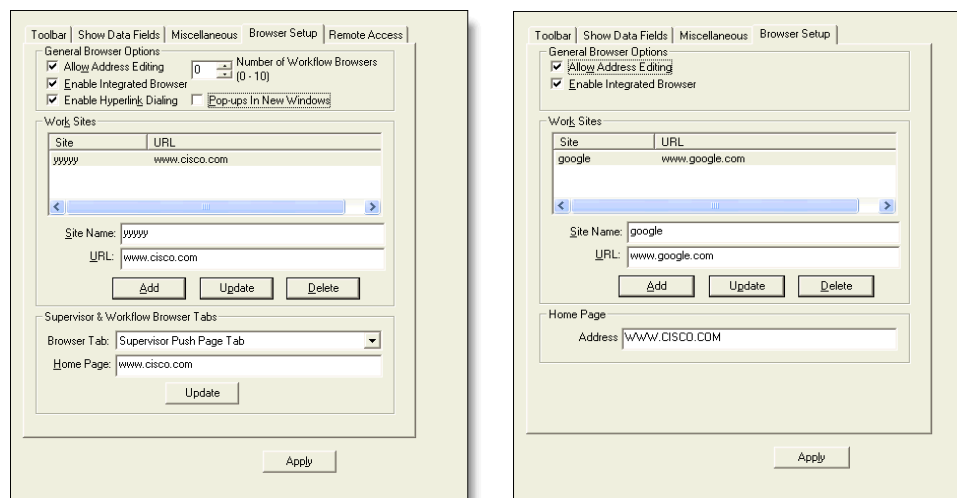 Toolbar | Show Data Fields | Miscellaneous | Browser Setup | Remote Access
General Browser Options
Allow Address Editing
0
Number of Workflow Browsers
(0 - 10)
Enable Integrated Browser
Enable Hyperlink Dialing
Pop-ups In New Windows
Work Sites
Site URL
yyyyy www.cisco.com
Site Name: yyyyy
URL: www.cisco.com
Add Update Delete
Supervisor & Workflow Browser Tabs
Browser Tab: Supervisor Push Page Tab
Home Page: www.cisco.com
Update
Apply
Toolbar | Show Data Fields | Miscellaneous | Browser Setup
General Browser Options
Allow Address Editing
Enable Integrated Browser
Work Sites
Site URL
google www.google.com
Site Name: google
URL: www.google.com
Add Update Delete
Home Page
Address WWW.CISCO.COM
Apply